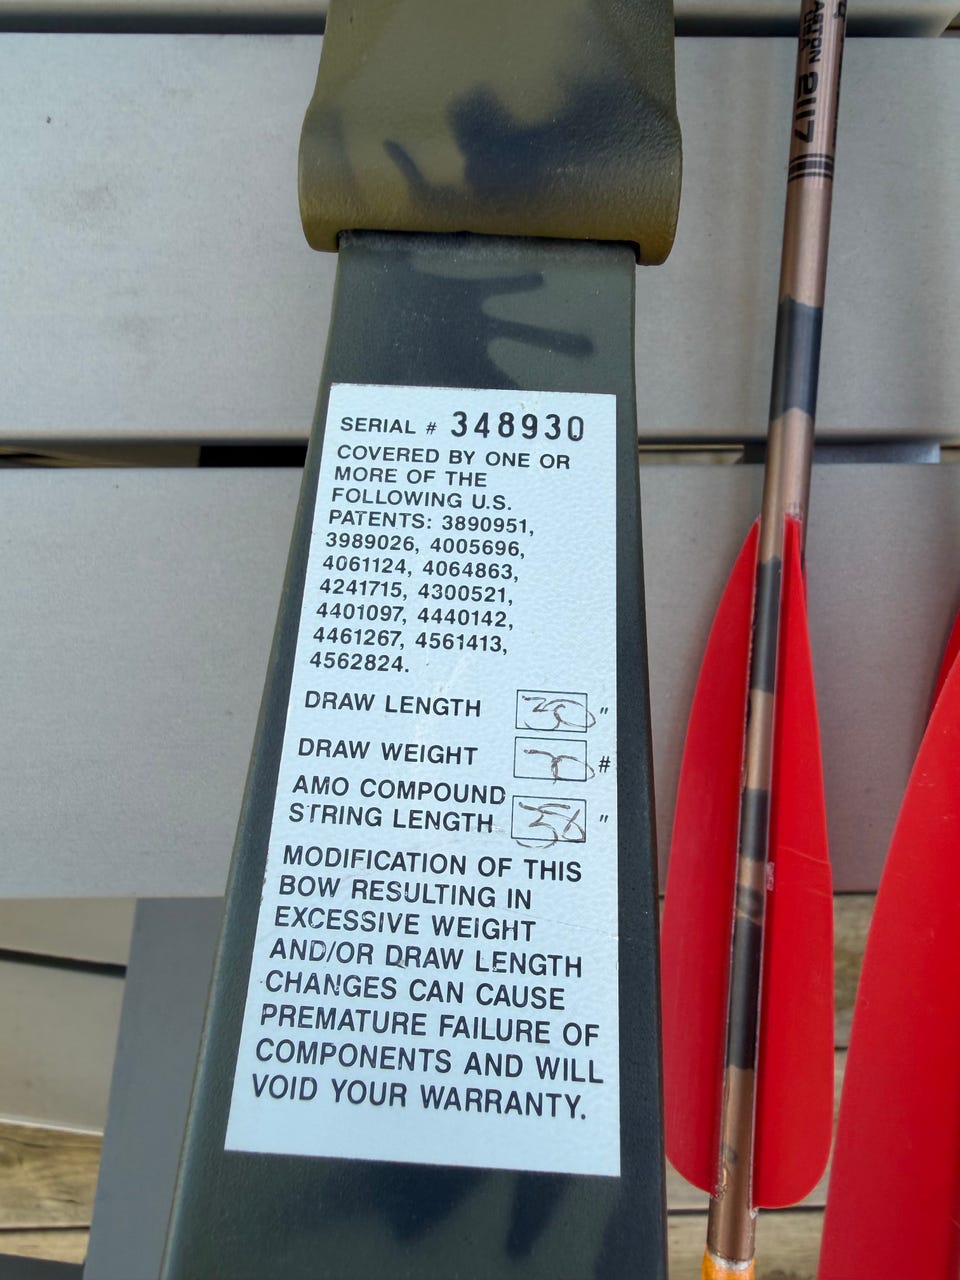 SERIAL # 348930
COVERED BY ONE OR
MORE OF THE
FOLLOWING U.S.
PATENTS: 3890951,
3989026, 4005696,
4061124, 4064863,
4241715, 4300521,
4401097, 4440142,
4461267, 4561413,
4562824.
DRAW LENGTH 30 "
DRAW WEIGHT #
AMO COMPOUND
STRING LENGTH "
MODIFICATION OF THIS
BOW RESULTING IN
EXCESSIVE WEIGHT
AND/OR DRAW LENGTH
CHANGES CAN CAUSE
PREMATURE FAILURE OF
COMPONENTS AND WILL
VOID YOUR WARRANTY.
2117